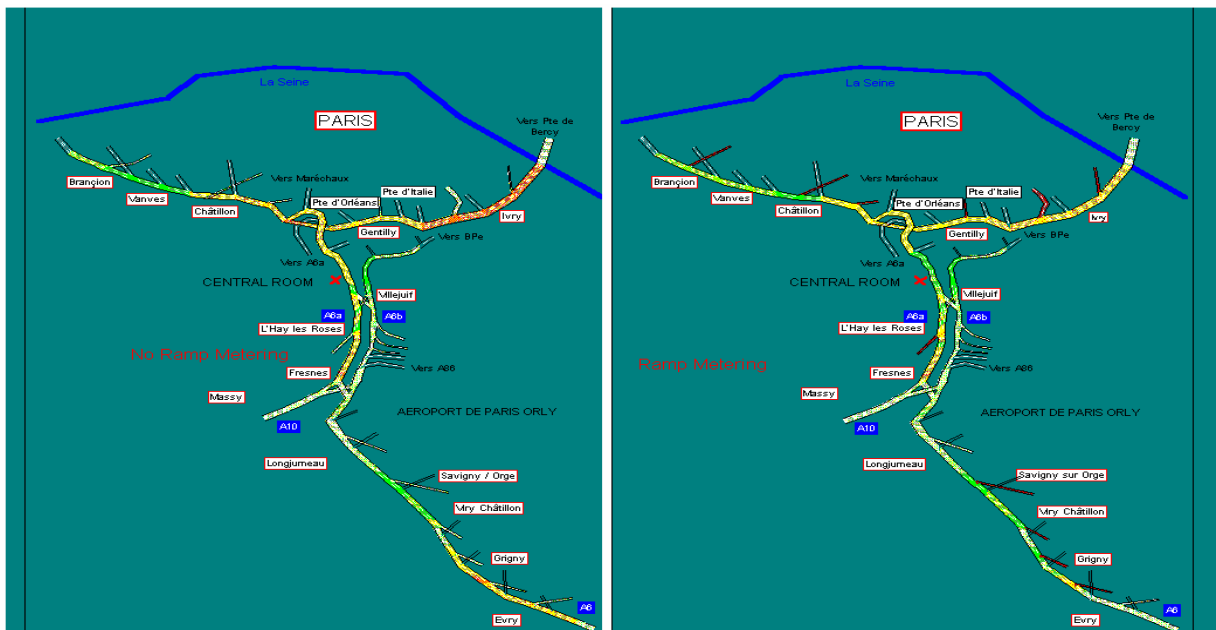 La Seine
PARIS
Vers Pte de
Bercy
Vers Maréchaux
Brançion
Pte d'Italie
Vanves
Pte d'Orléans
Châtillon
Ivry
Gentilly
Vers BPe
Vers A6a
CENTRAL ROOM
Villejuif
A6a
A6b
L'Hay les Roses
No Ramp Metering
Fresnes
Vers A86
Massy
AEROPORT DE PARIS ORLY
A10
Longjumeau
Savigny / Orge
Viry Châtillon
Grigny
A6
Evry
La Seine
PARIS
Vers Pte de
Bercy
Vers Maréchaux
Brançion
Pte d'Italie
Vanves
Pte d'Orléans
Châtillon
Ivry
Gentilly
Vers BPe
Vers A6a
CENTRAL ROOM
Villejuif
A6a
A6b
L'Hay les Roses
Ramp Metering
Fresnes
Vers A86
Massy
AEROPORT DE PARIS ORLY
A10
Longjumeau
Savigny sur Orge
Viry Châtillon
Grigny
A6
Evry